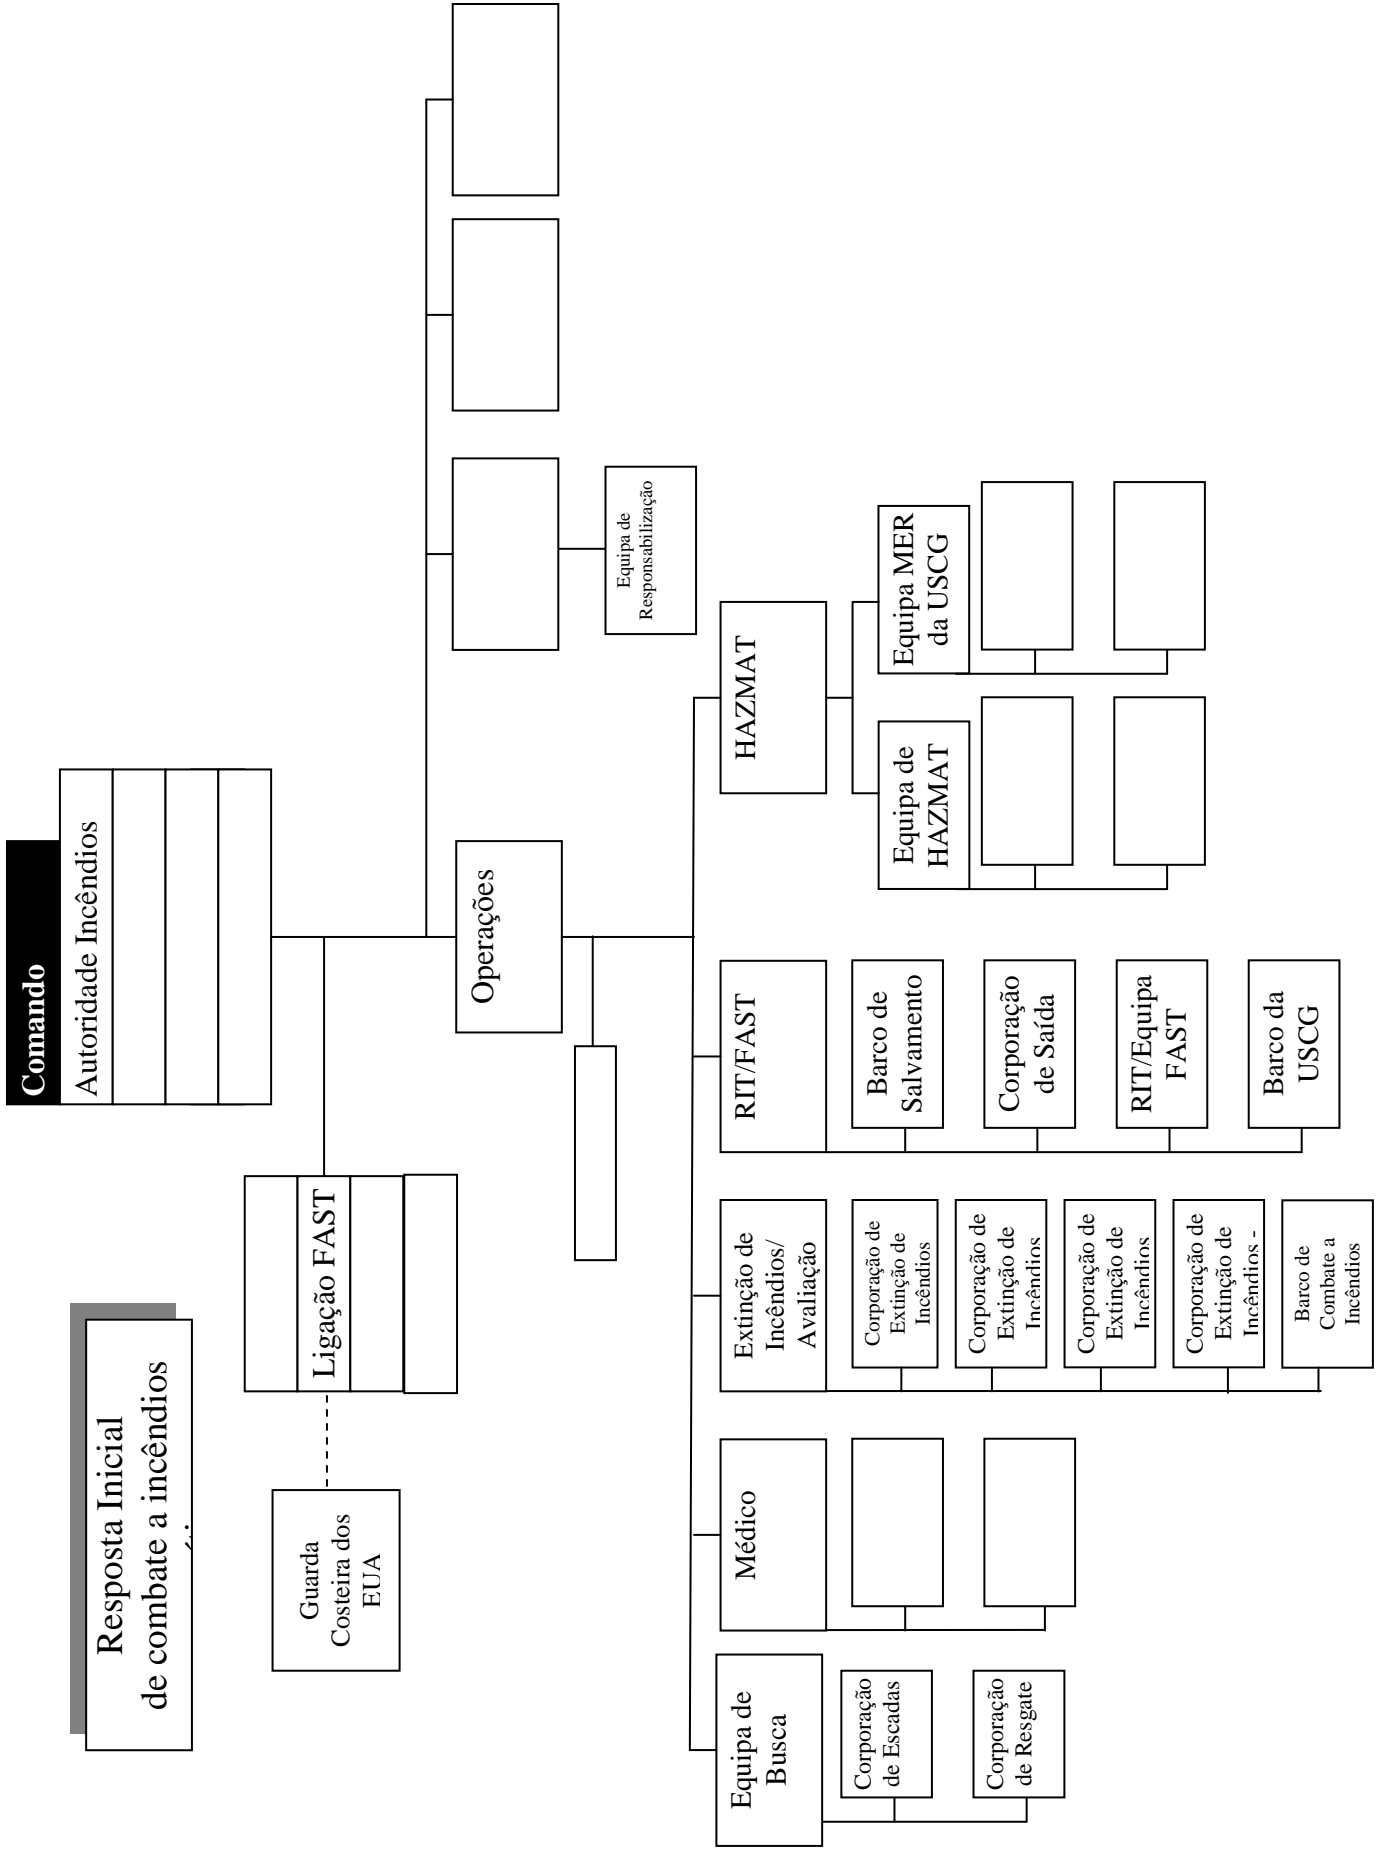 Resposta Inicial
de combate a incêndios
Comando
Autoridade Incêndios
Guarda
Costeira dos
EUA
Ligação FAST
Operações
Equipa de
Responsabilização
Equipa de
Busca
Corporação
de Escadas
Corporação
de Resgate
Médico
Extinção de
Incêndios/
Avaliação
Corporação de
Extinção de
Incêndios
Corporação de
Extinção de
Incêndios
Corporação de
Extinção de
Incêndios
Corporação de
Extinção de
Incêndios -
Barco de
Combate a
Incêndios
RIT/FAST
Barco de
Salvamento
Corporação
de Saída
RIT/Equipa
FAST
Barco da
USCG
HAZMAT
Equipa de
HAZMAT
Equipa MER
da USCG